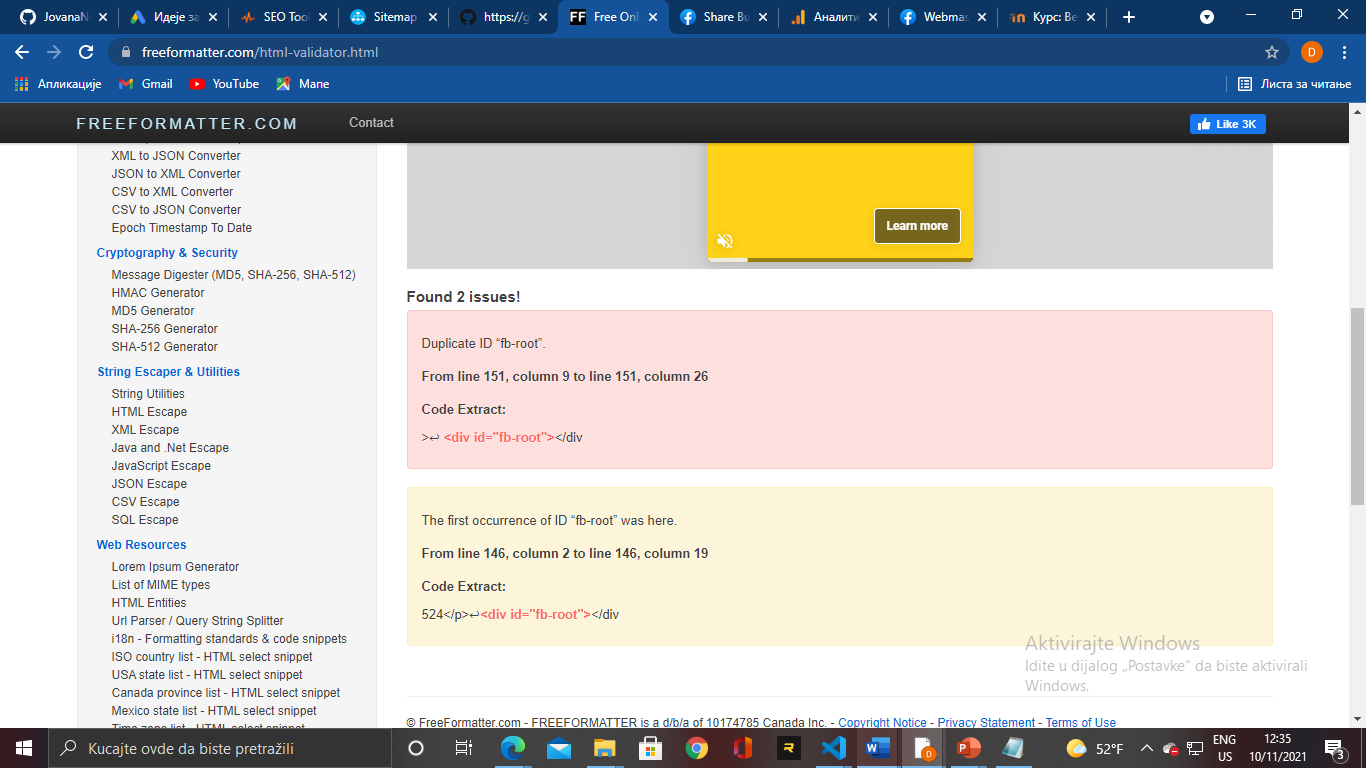 JovanaN
Идеје за
SEO Tool
Sitemap
https://g
FF
Free Onl
Share Bu
Аналити
Webmas
Курс: Ве
freeformatter.com/html-validator.html
D
Апликације
Gmail
YouTube
Мапе
Листа за читање
FREEFORMATTER.COM
Contact
Like 3K
XML to JSON Converter
JSON to XML Converter
CSV to XML Converter
CSV to JSON Converter
Epoch Timestamp To Date
Cryptography & Security
Message Digester (MD5, SHA-256, SHA-512)
HMAC Generator
MD5 Generator
SHA-256 Generator
SHA-512 Generator
String Escaper & Utilities
String Utilities
HTML Escape
XML Escape
Java and .Net Escape
JavaScript Escape
JSON Escape
CSV Escape
SQL Escape
Web Resources
Lorem Ipsum Generator
List of MIME types
HTML Entities
Url Parser / Query String Splitter
i18n - Formatting standards & code snippets
ISO country list - HTML select snippet
USA state list - HTML select snippet
Canada province list - HTML select snippet
Mexico state list - HTML select snippet
Time zone list - HTML select snippet
Learn more
Found 2 issues!
Duplicate ID “fb-root”.
From line 151, column 9 to line 151, column 26
Code Extract:
>↩ <div id="fb-root"></div
The first occurrence of ID “fb-root” was here.
From line 146, column 2 to line 146, column 19
Code Extract:
524</p>↩<div id="fb-root"></div
Aktivirajte Windows
Idite u dijalog „Postavke“ da biste aktivirali
Windows.
© FreeFormatter.com - FREEFORMATTER is a d/b/a of 10174785 Canada Inc. - Copyright Notice - Privacy Statement - Terms of Use
Kucajte ovde da biste pretražili
52°F
ENG
US
12:35
10/11/2021
3